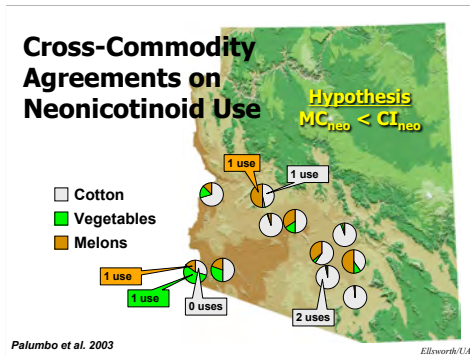 Cross-Commodity
Agreements on
Neonicotinoid Use
Hypothesis
MCneo < CIneo
1 use
1 use
Cotton
Vegetables
Melons
1 use
1 use
0 uses
2 uses
Palumbo et al. 2003
Ellsworth/UA